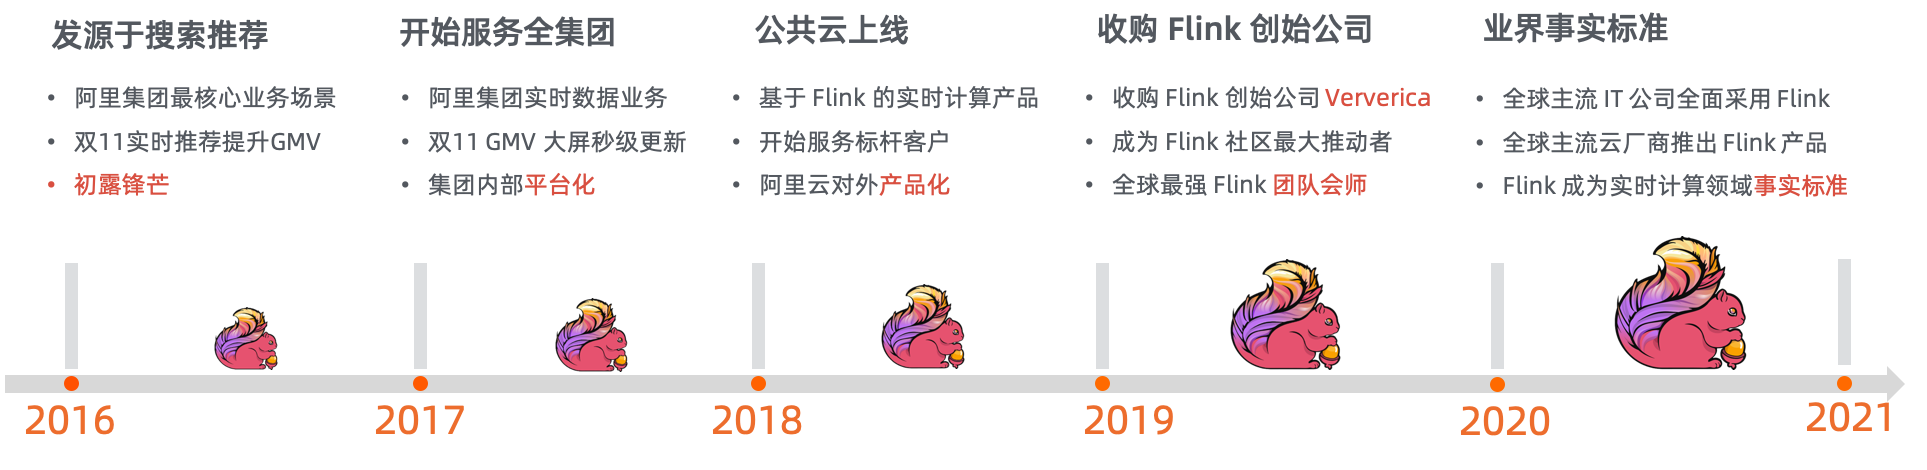 发源于搜索推荐
• 阿里集团最核心业务场景
• 双11实时推荐提升GMV
• 初露锋芒
开始服务全集团
• 阿里集团实时数据业务
• 双11 GMV 大屏秒级更新
• 集团内部平台化
公共云上线
• 基于 Flink 的实时计算产品
• 开始服务标杆客户
• 阿里云对外产品化
收购 Flink 创始公司
• 收购 Flink 创始公司 Ververica
• 成为 Flink 社区最大推动者
• 全球最强 Flink 团队会师
业界事实标准
• 全球主流 IT 公司全面采用 Flink
• 全球主流云厂商推出 Flink 产品
• Flink 成为实时计算领域事实标准
2016
2017
2018
2019
2020
2021